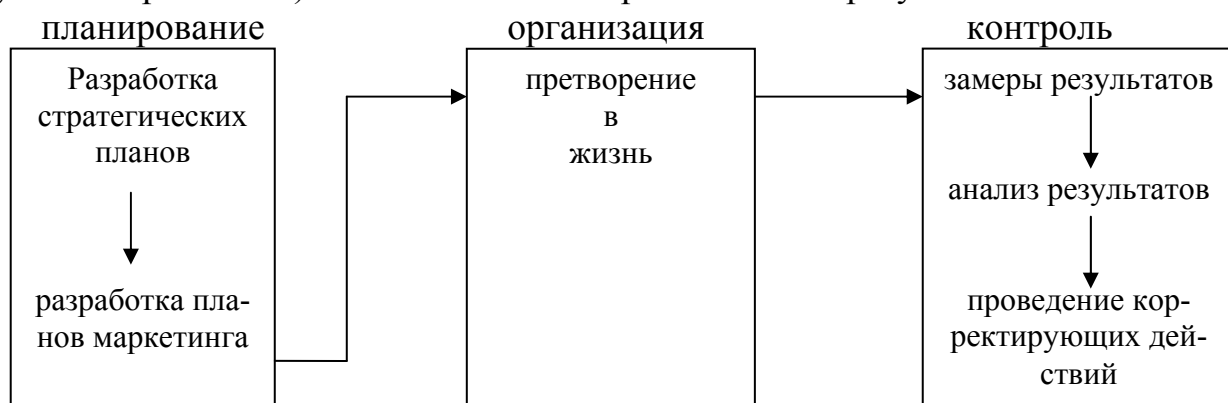 планирование
организация
контроль
Разработка
стратегических
планов
разработка пла-
нов маркетинга
претворение
в
жизнь
замеры результатов
анализ результатов
проведение кор-
ректирующих дей-
ствий